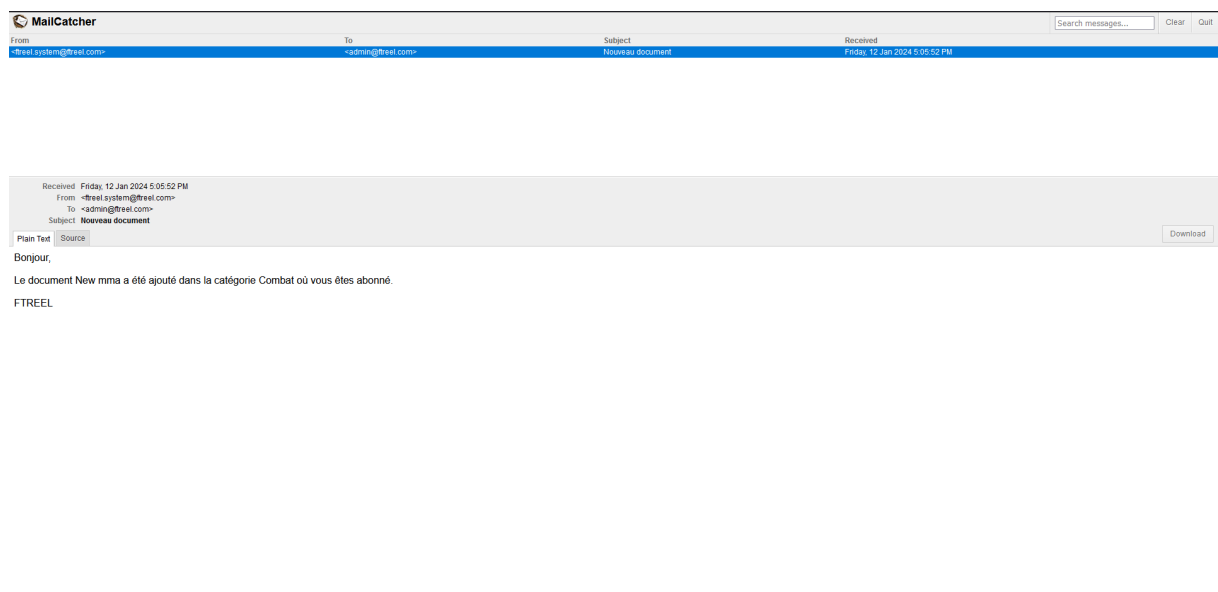 MailCatcher
Search messages... Clear Quit
From To Subject Received
<ftreel.system@ftreel.com> <admin@ftreel.com> Nouveau document Friday, 12 Jan 2024 5:05:52 PM
Received Friday, 12 Jan 2024 5:05:52 PM
From <ftreel.system@ftreel.com>
To <admin@ftreel.com>
Subject Nouveau document
Plain Text Source Download
Bonjour,
Le document New mma a été ajouté dans la catégorie Combat où vous êtes abonné.
FTREEL